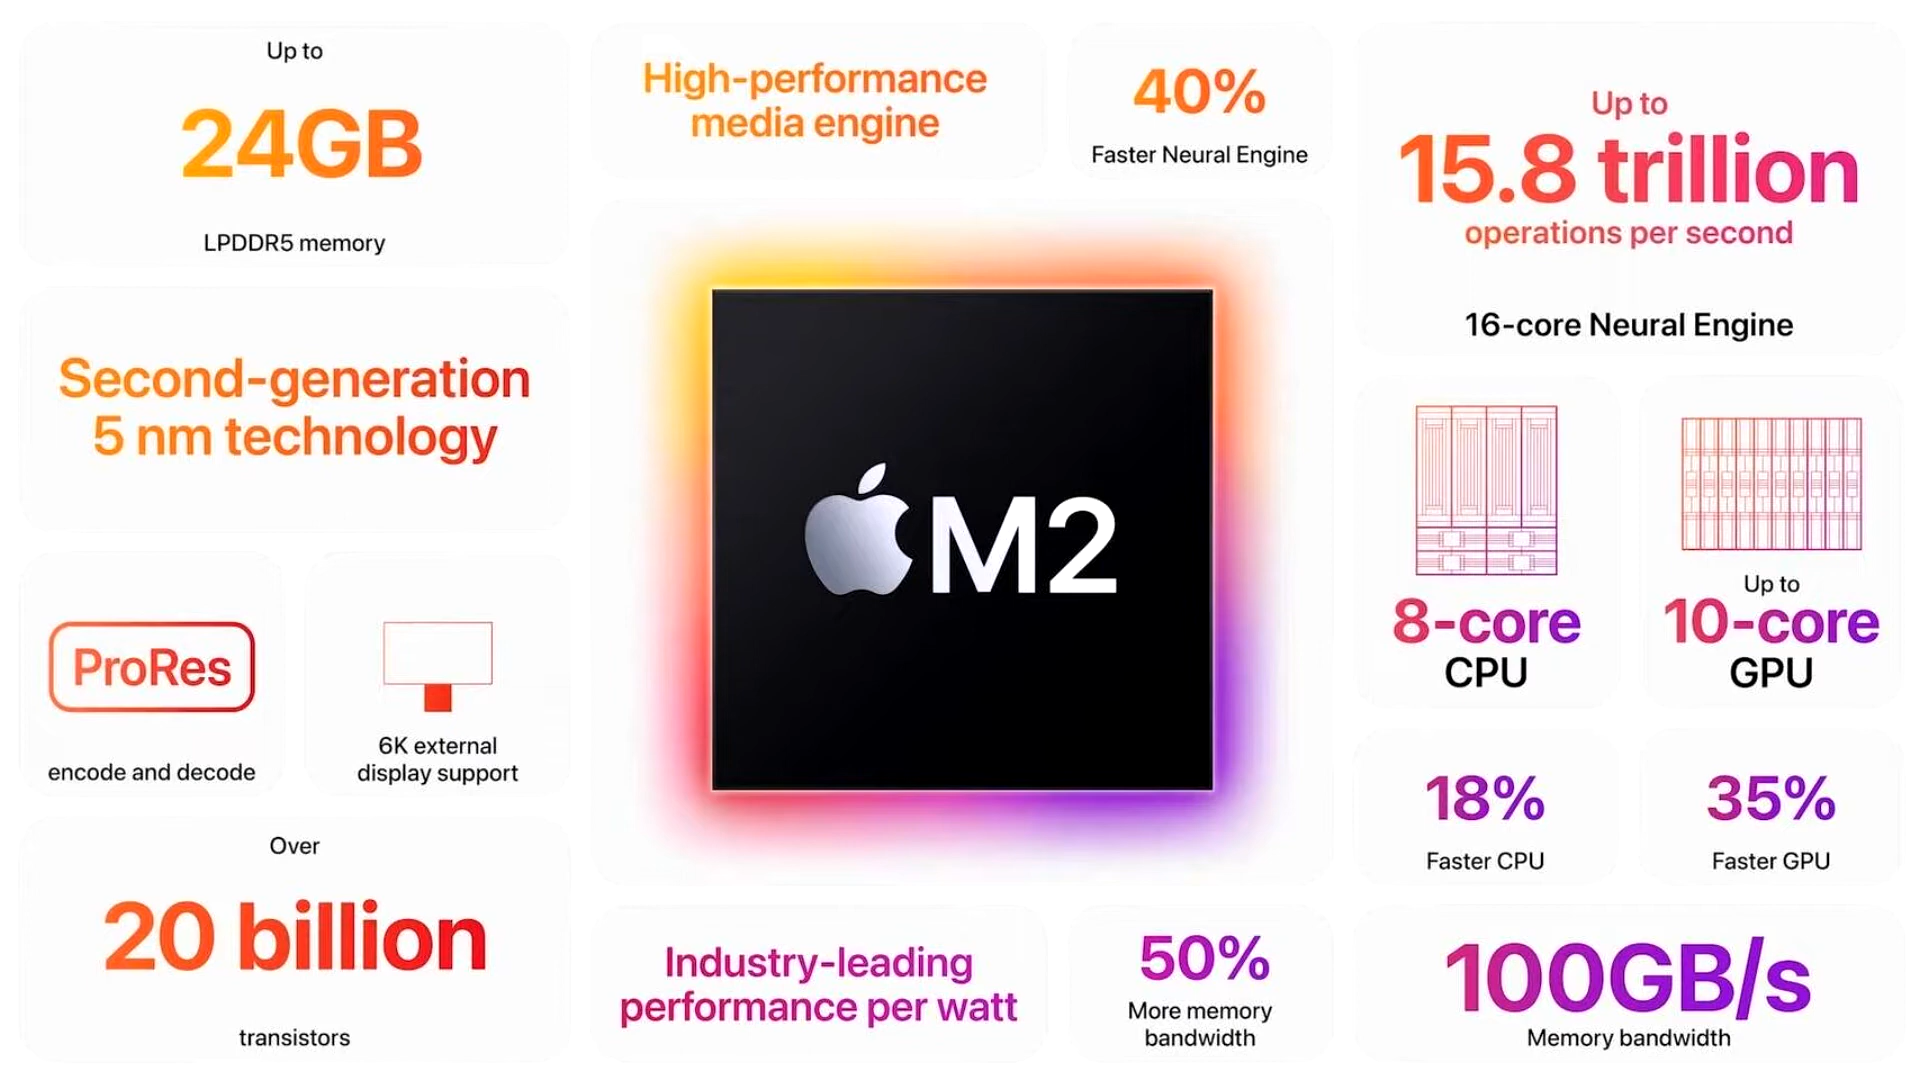 Up to
24GB
LPDDR5 memory
Second-generation
5 nm technology
ProRes
encode and decode
6K external
display support
Over
20 billion
transistors
High-performance
media engine
40%
Faster Neural Engine
M2
Industry-leading
performance per watt
50%
More memory
bandwidth
Up to
15.8 trillion
operations per second
16-core Neural Engine
8-core
CPU
Up to
10-core
GPU
18%
Faster CPU
35%
Faster GPU
100GB/s
Memory bandwidth